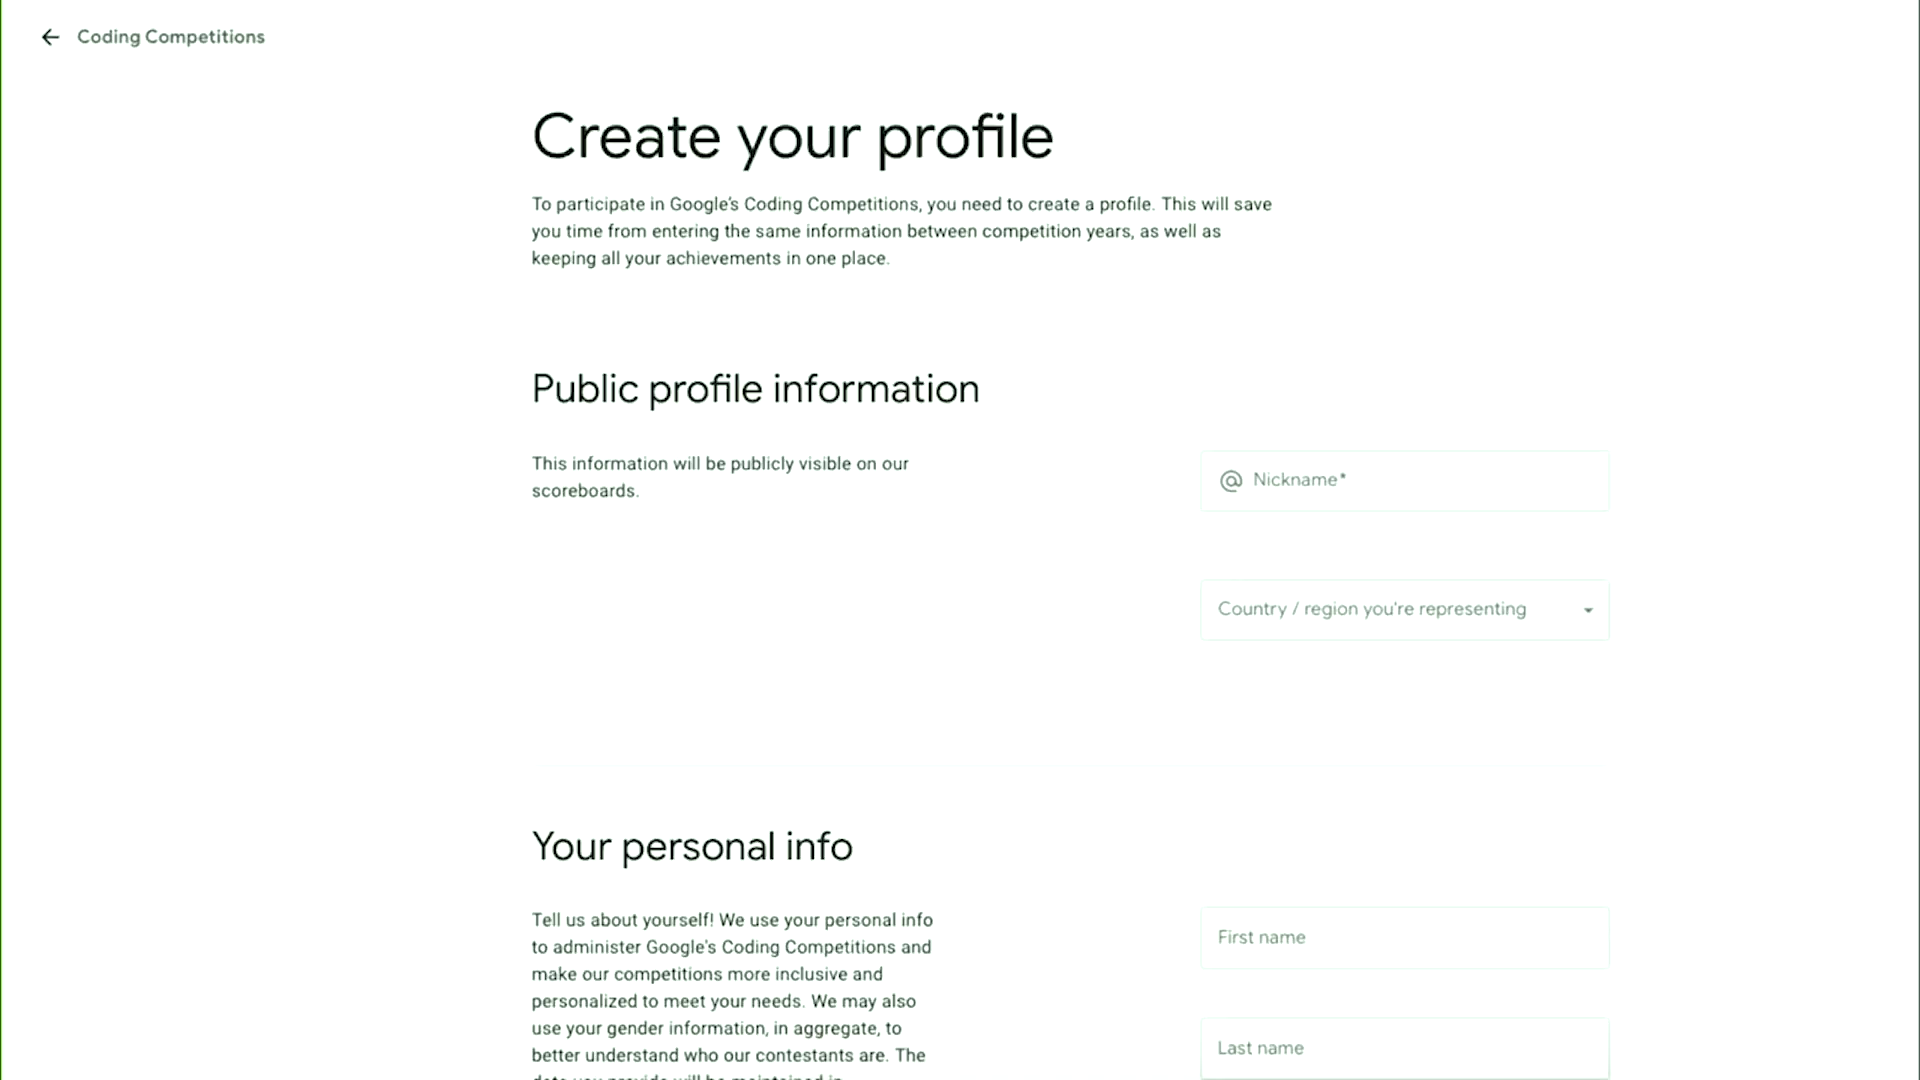 Coding Competitions
Create your profile
To participate in Google's Coding Competitions, you need to create a profile. This will save
you time from entering the same information between competition years, as well as
keeping all your achievements in one place.
Public profile information
This information will be publicly visible on our
scoreboards.
@ Nickname*
Country / region you're representing
Your personal info
Tell us about yourself! We use your personal info
to administer Google's Coding Competitions and
make our competitions more inclusive and
personalized to meet your needs. We may also
use your gender information, in aggregate, to
better understand who our contestants are. The
First name
Last name